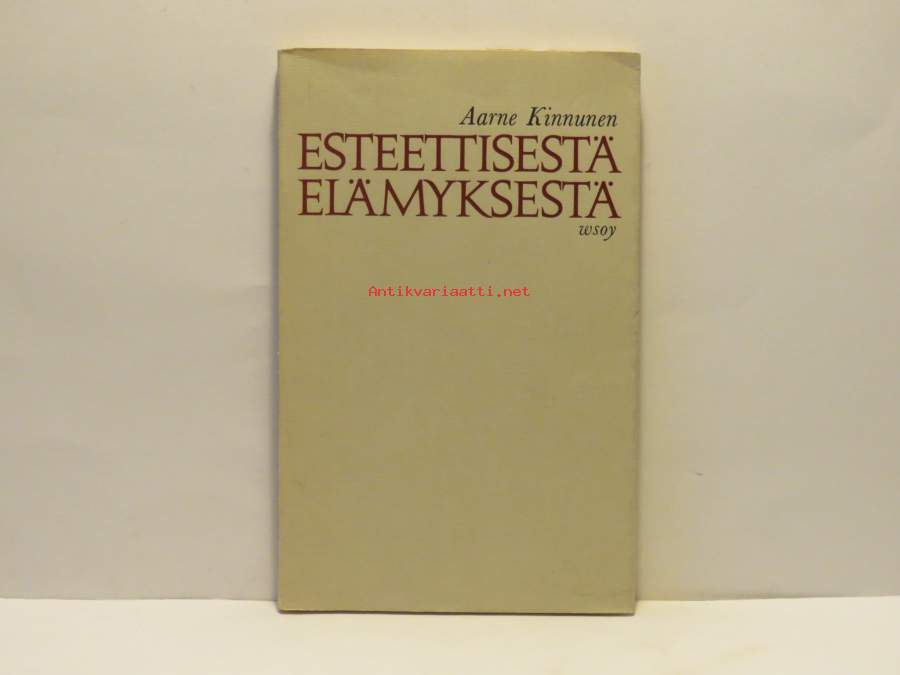 Aarne Kinnunen
ESTEETTISESTÄ
ELÄMYKSESTÄ
wsoy
Antikvariaatti.net